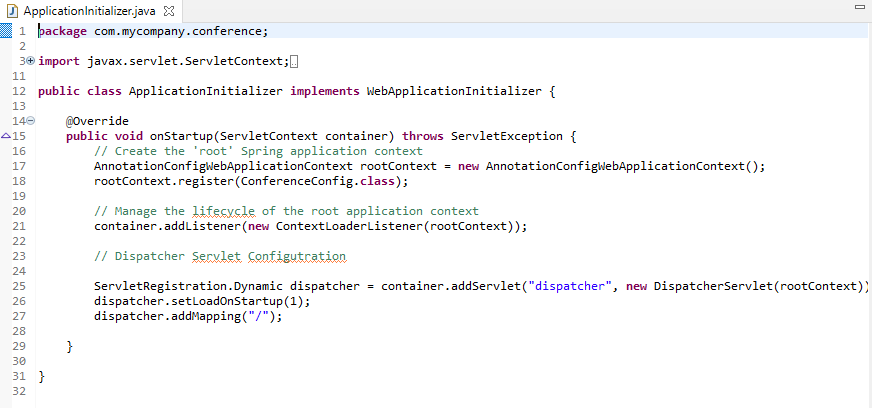 ApplicationInitializer.java
1 package com.mycompany.conference;
2
3 import javax.servlet.ServletContext;
11
12 public class ApplicationInitializer implements WebApplicationInitializer {
13
14 @Override
15 public void onStartup(ServletContext container) throws ServletException {
16 // Create the 'root' Spring application context
17 AnnotationConfigWebApplicationContext rootContext = new AnnotationConfigWebApplicationContext();
18 rootContext.register(ConferenceConfig.class);
19
20 // Manage the lifecycle of the root application context
21 container.addListener(new ContextLoaderListener(rootContext));
22
23 // Dispatcher Servlet Configutration
24
25 ServletRegistration.Dynamic dispatcher = container.addServlet("dispatcher", new DispatcherServlet(rootContext))
26 dispatcher.setLoadOnStartup(1);
27 dispatcher.addMapping("/");
28
29 }
30
31 }
32